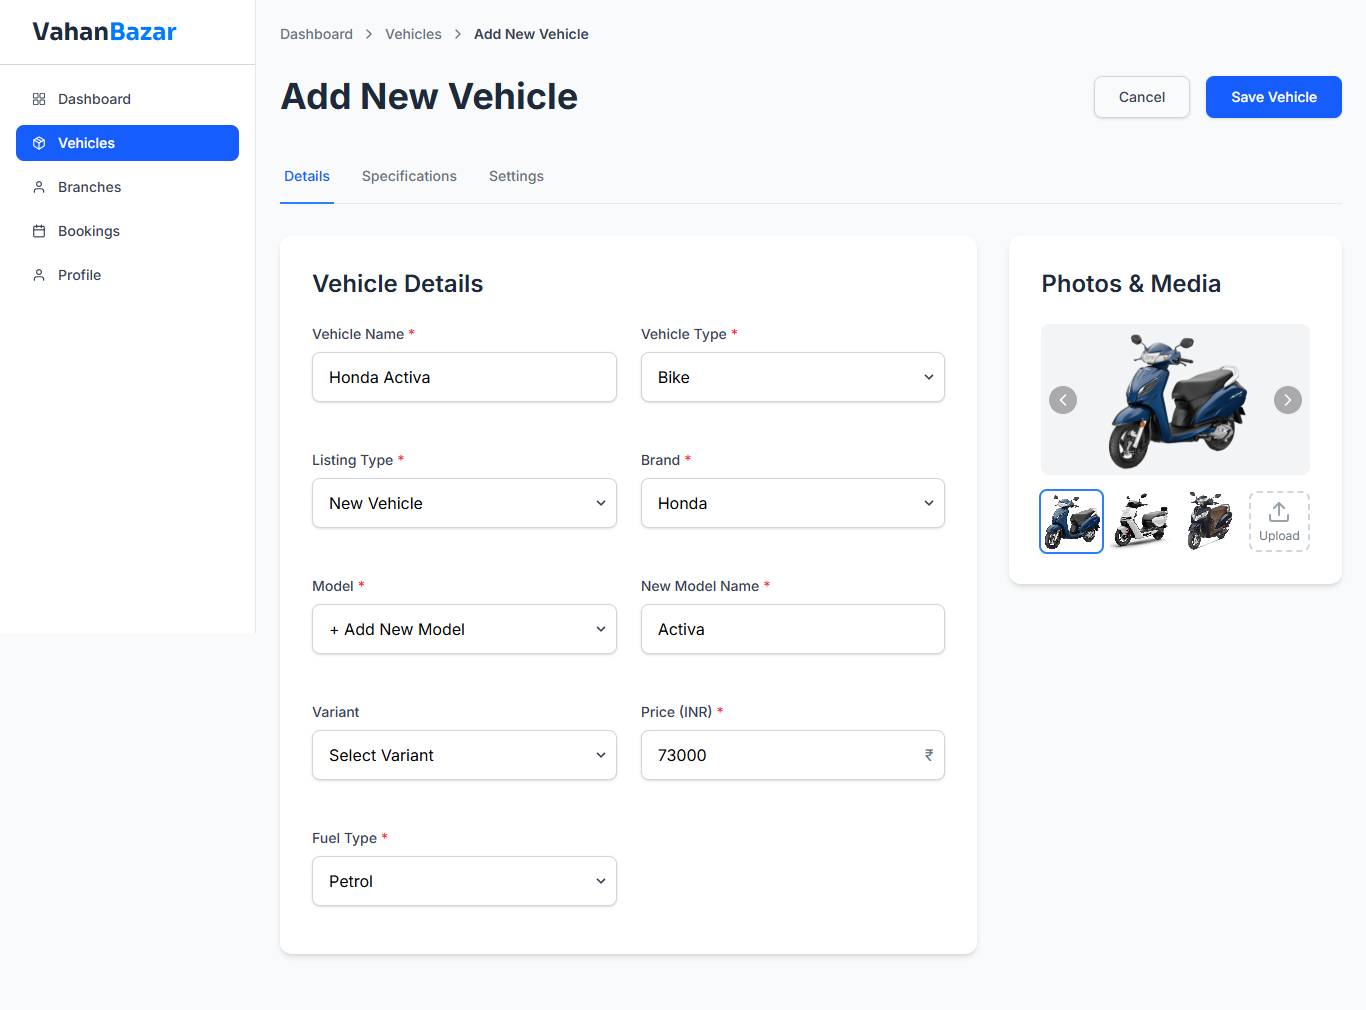 VahanBazar
Dashboard
Vehicles
Branches
Bookings
Profile
Dashboard > Vehicles > Add New Vehicle
Add New Vehicle
Cancel
Save Vehicle
Details Specifications Settings
Vehicle Details
Vehicle Name *
Honda Activa
Vehicle Type *
Bike
Listing Type *
New Vehicle
Brand *
Honda
Model *
+ Add New Model
New Model Name *
Activa
Variant
Select Variant
Price (INR) *
73000 ₹
Fuel Type *
Petrol
Photos & Media
Upload